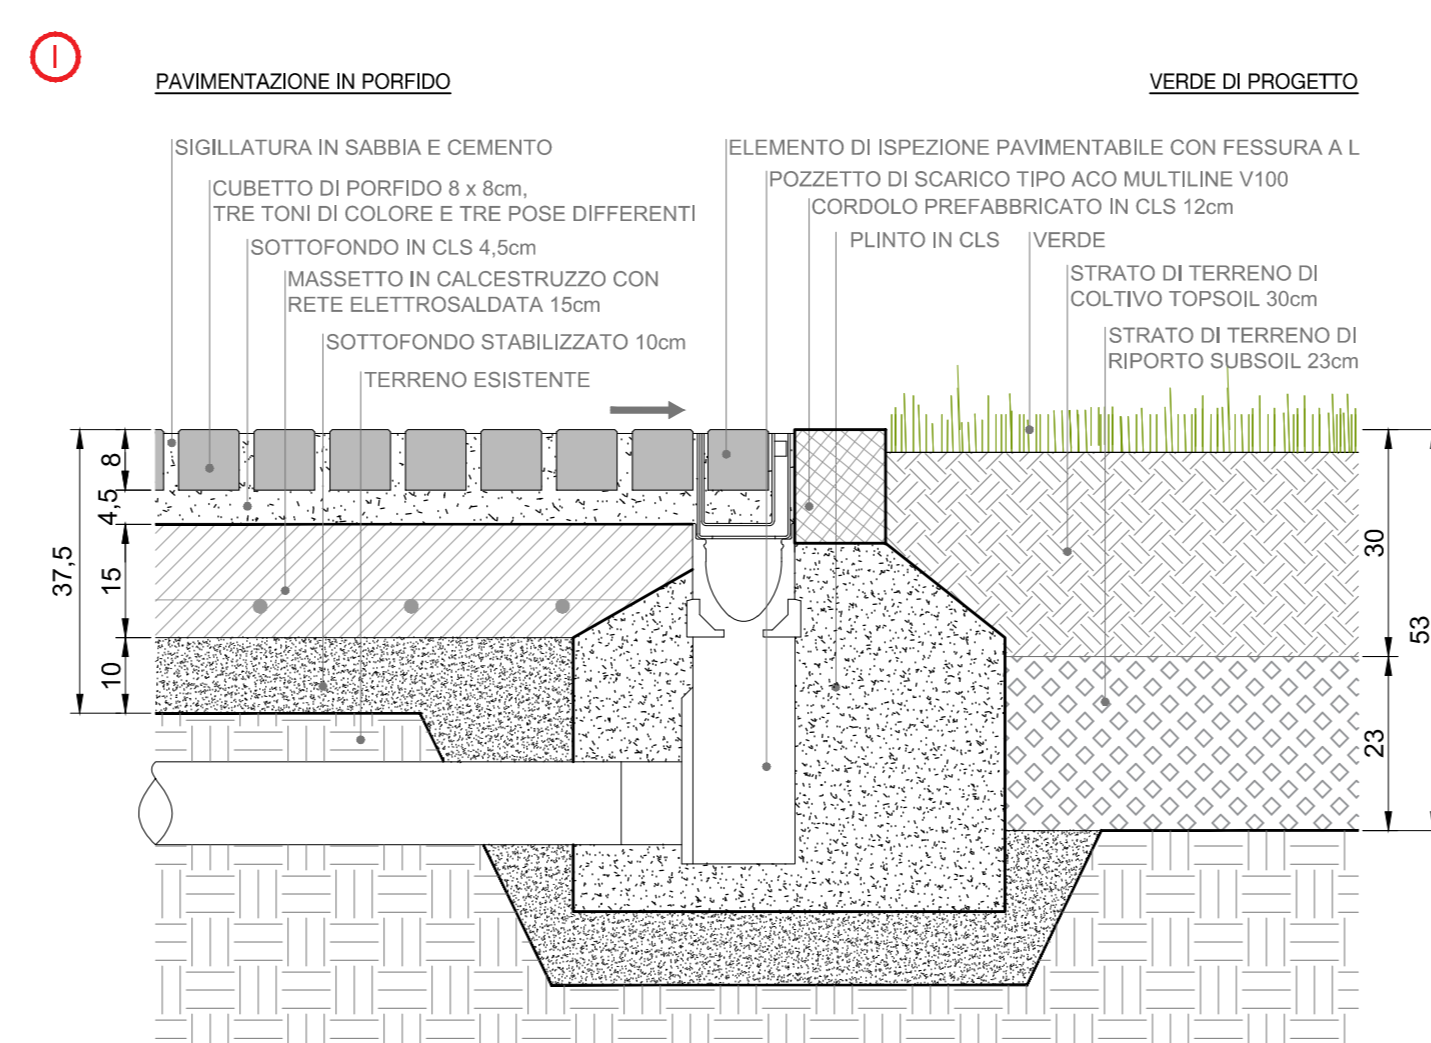 I
PAVIMENTAZIONE IN PORFIDO
VERDE DI PROGETTO
SIGILLATURA IN SABBIA E CEMENTO
CUBETTO DI PORFIDO 8 x 8cm,
TRE TONI DI COLORE E TRE POSE DIFFERENTI
SOTTOFONDO IN CLS 4,5cm
MASSETTO IN CALCESTRUZZO CON
RETE ELETTROSALDATA 15cm
SOTTOFONDO STABILIZZATO 10cm
TERRENO ESISTENTE
ELEMENTO DI ISPEZIONE PAVIMENTABILE CON FESSURA A L
POZZETTO DI SCARICO TIPO ACO MULTILINE V100
CORDOLO PREFABBRICATO IN CLS 12cm
PLINTO IN CLS
VERDE
STRATO DI TERRENO DI
COLTIVO TOPSOIL 30cm
STRATO DI TERRENO DI
RIPORTO SUBSOIL 23cm
8
4,5
15
10
37,5
30
23
53